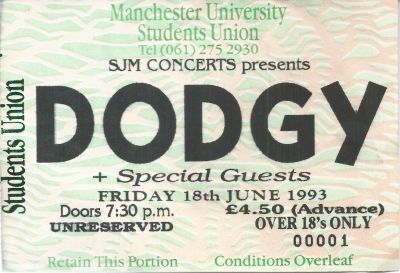 Manchester University
Students Union
Tel (061) 275 2930
SJM CONCERTS presents
Students Union
DODGY
+ Special Guests
FRIDAY 18th JUNE 1993
Doors 7:30 p.m. £4.50 (Advance)
UNRESERVED OVER 18's ONLY
00001
Retain This Portion Conditions Overleaf